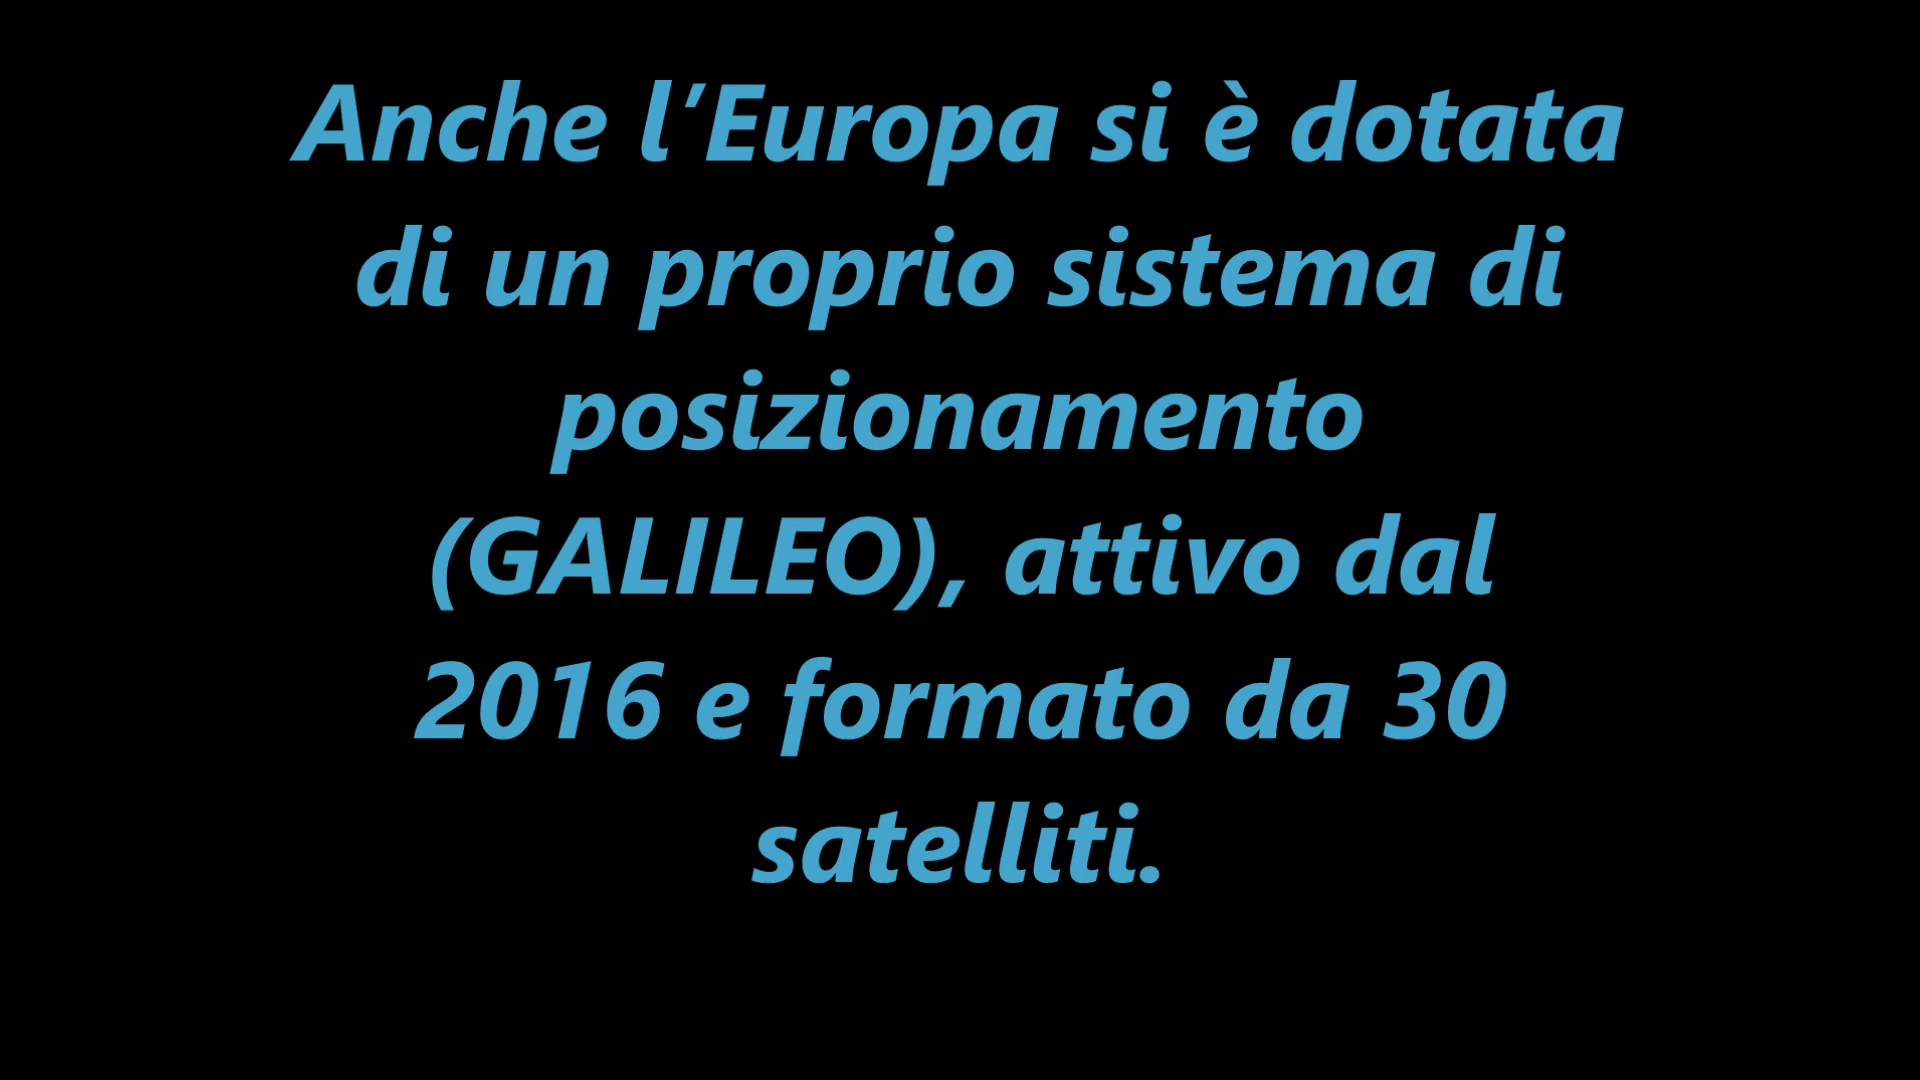 Anche l’Europa si è dotata
di un proprio sistema di
posizionamento
(GALILEO), attivo dal
2016 e formato da 30
satelliti.